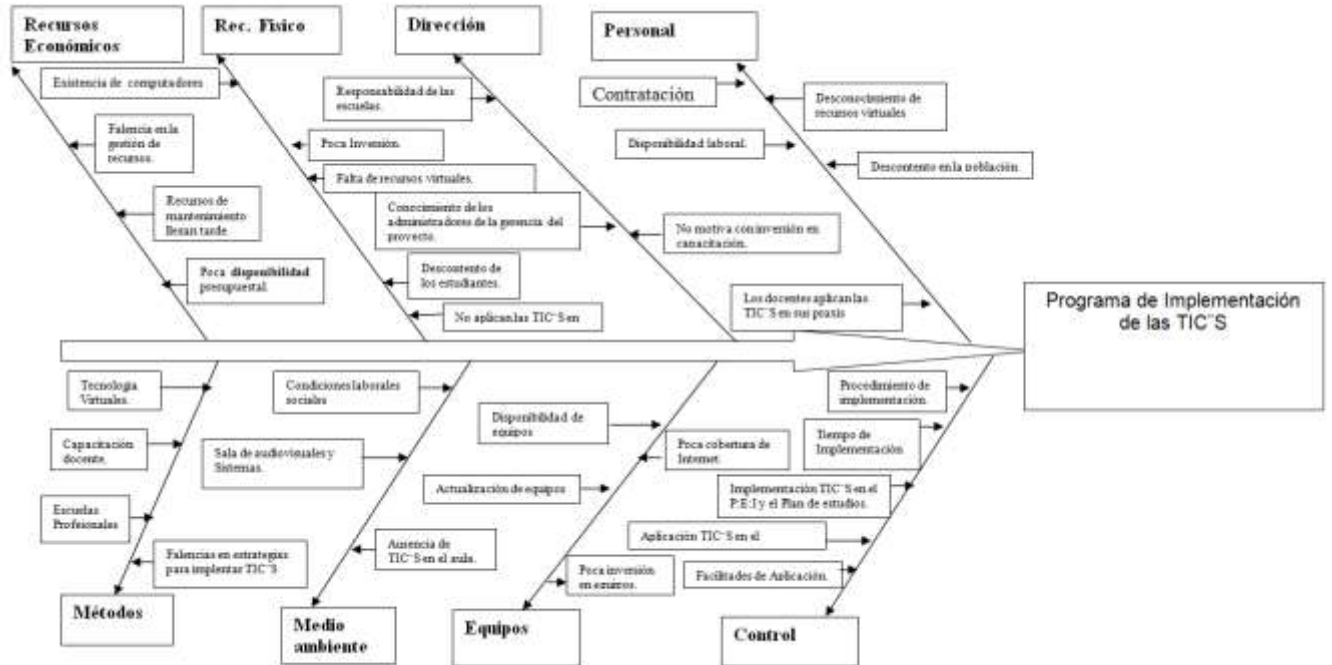 Recursos
Económicos
Rec. Físico
Dirección
Personal
Existencia de computadores
Falencia en la
gestión de
recursos.
Recursos
de
mantenimiento
llegan tarde
Poca disponibilidad
presupuestal.
Poca Inversión.
Falta de recursos virtuales.
Descontento de
los estudiantes.
No aplican las TIC¨S en
Responsabilidad de las
escuelas.
Conocimiento de los
administradores de la gerencia del
proyecto.
No motiva con inversión en
capacitación.
Contratación
Desconocimiento de
recursos virtuales
Disponibilidad laboral.
Descontento en la población.
Los docentes aplican las
TIC¨S en sus praxis
Programa de Implementación
de las TIC¨S
Tecnología
Virtuales.
Capacitación
docente.
Escuelas
Profesionales
Falencias en estrategias
para implantar TIC¨S
Condiciones laborales
sociales
Sala de audiovisuales y
Sistemas.
Ausencia de
TIC¨S en el aula.
Disponibilidad de
equipos
Poca cobertura de
Internet.
Actualización de equipos
Poca inversión
en equipos.
Procedimiento de
implementación.
Tiempo de
Implementación
Implementación TIC¨S en el
P.E.I y el Plan de estudios.
Aplicación TIC¨S en el
Facilitades de Aplicación.
Métodos
Medio
ambiente
Equipos
Control